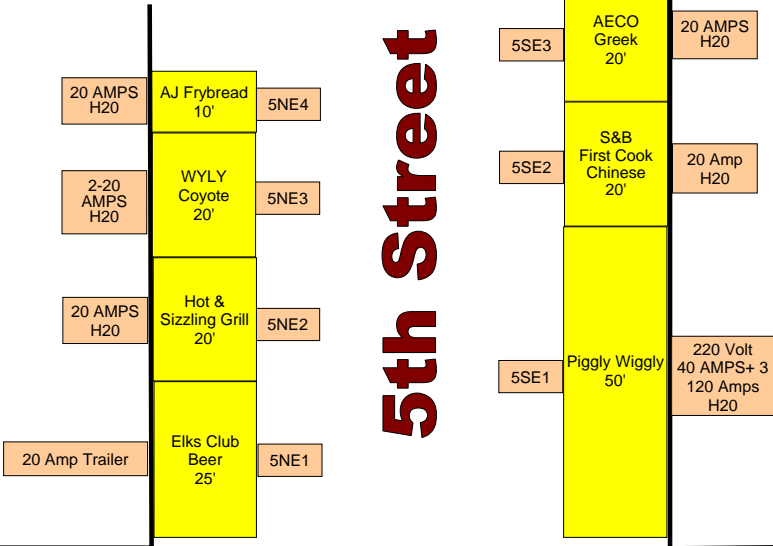 20 AMPS
H20
AJ Frybread
10'
5NE4
2-20
AMPS
H20
WYLY
Coyote
20'
5NE3
20 AMPS
H20
Hot &
Sizzling Grill
20'
5NE2
20 Amp Trailer
Elks Club
Beer
25'
5NE1
5th Street
5SE3
AECO
Greek
20'
20 AMPS
H20
5SE2
S&B
First Cook
Chinese
20'
20 Amp
H20
5SE1
Piggly Wiggly
50'
220 Volt
40 AMPS+ 3
120 Amps
H20